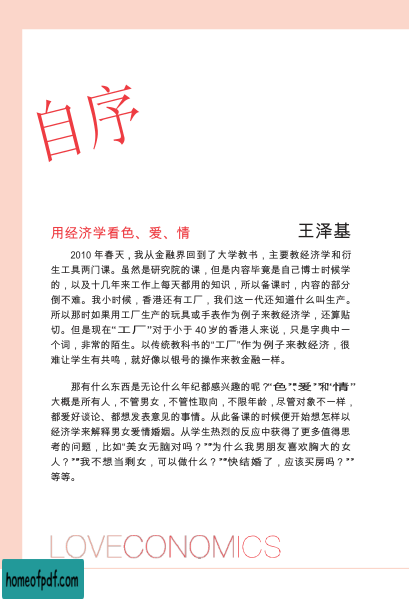 自序
用经济学看色、爱、情
王泽基
2010 年春天，我从金融界回到了大学教书，主要教经济学和衍
生工具两门课。虽然是研究院的课，但是内容毕竟是自己博士时候学
的，以及十几年来工作上每天都用的知识，所以备课时，内容的部分
倒不难。我小时候，香港还有工厂，我们这一代还知道什么叫生产。
所以那时如果用工厂生产的玩具或手表作为例子来教经济学，还算贴
切。但是现在“工厂”对于小于 40 岁的香港人来说，只是字典中一
个词，非常的陌生。以传统教科书的“工厂”作为例子来教经济，很
难让学生有共鸣，就好像以银号的操作来教金融一样。
那有什么东西是无论什么年纪都感兴趣的呢？“色”“爱”和“情”
大概是所有人，不管男女，不管性取向，不限年龄，尽管对象不一样，
都爱好谈论、都想发表意见的事情。从此备课的时候便开始想怎样以
经济学来解释男女爱情婚姻。从学生热烈的反应中获得了更多值得思
考的问题，比如“美女无脑对吗？”“为什么我男朋友喜欢胸大的女
人？”“我不想当剩女，可以做什么？”“快结婚了，应该买房吗？””
等等。
LOVECONOMICS
homeofpdf.com